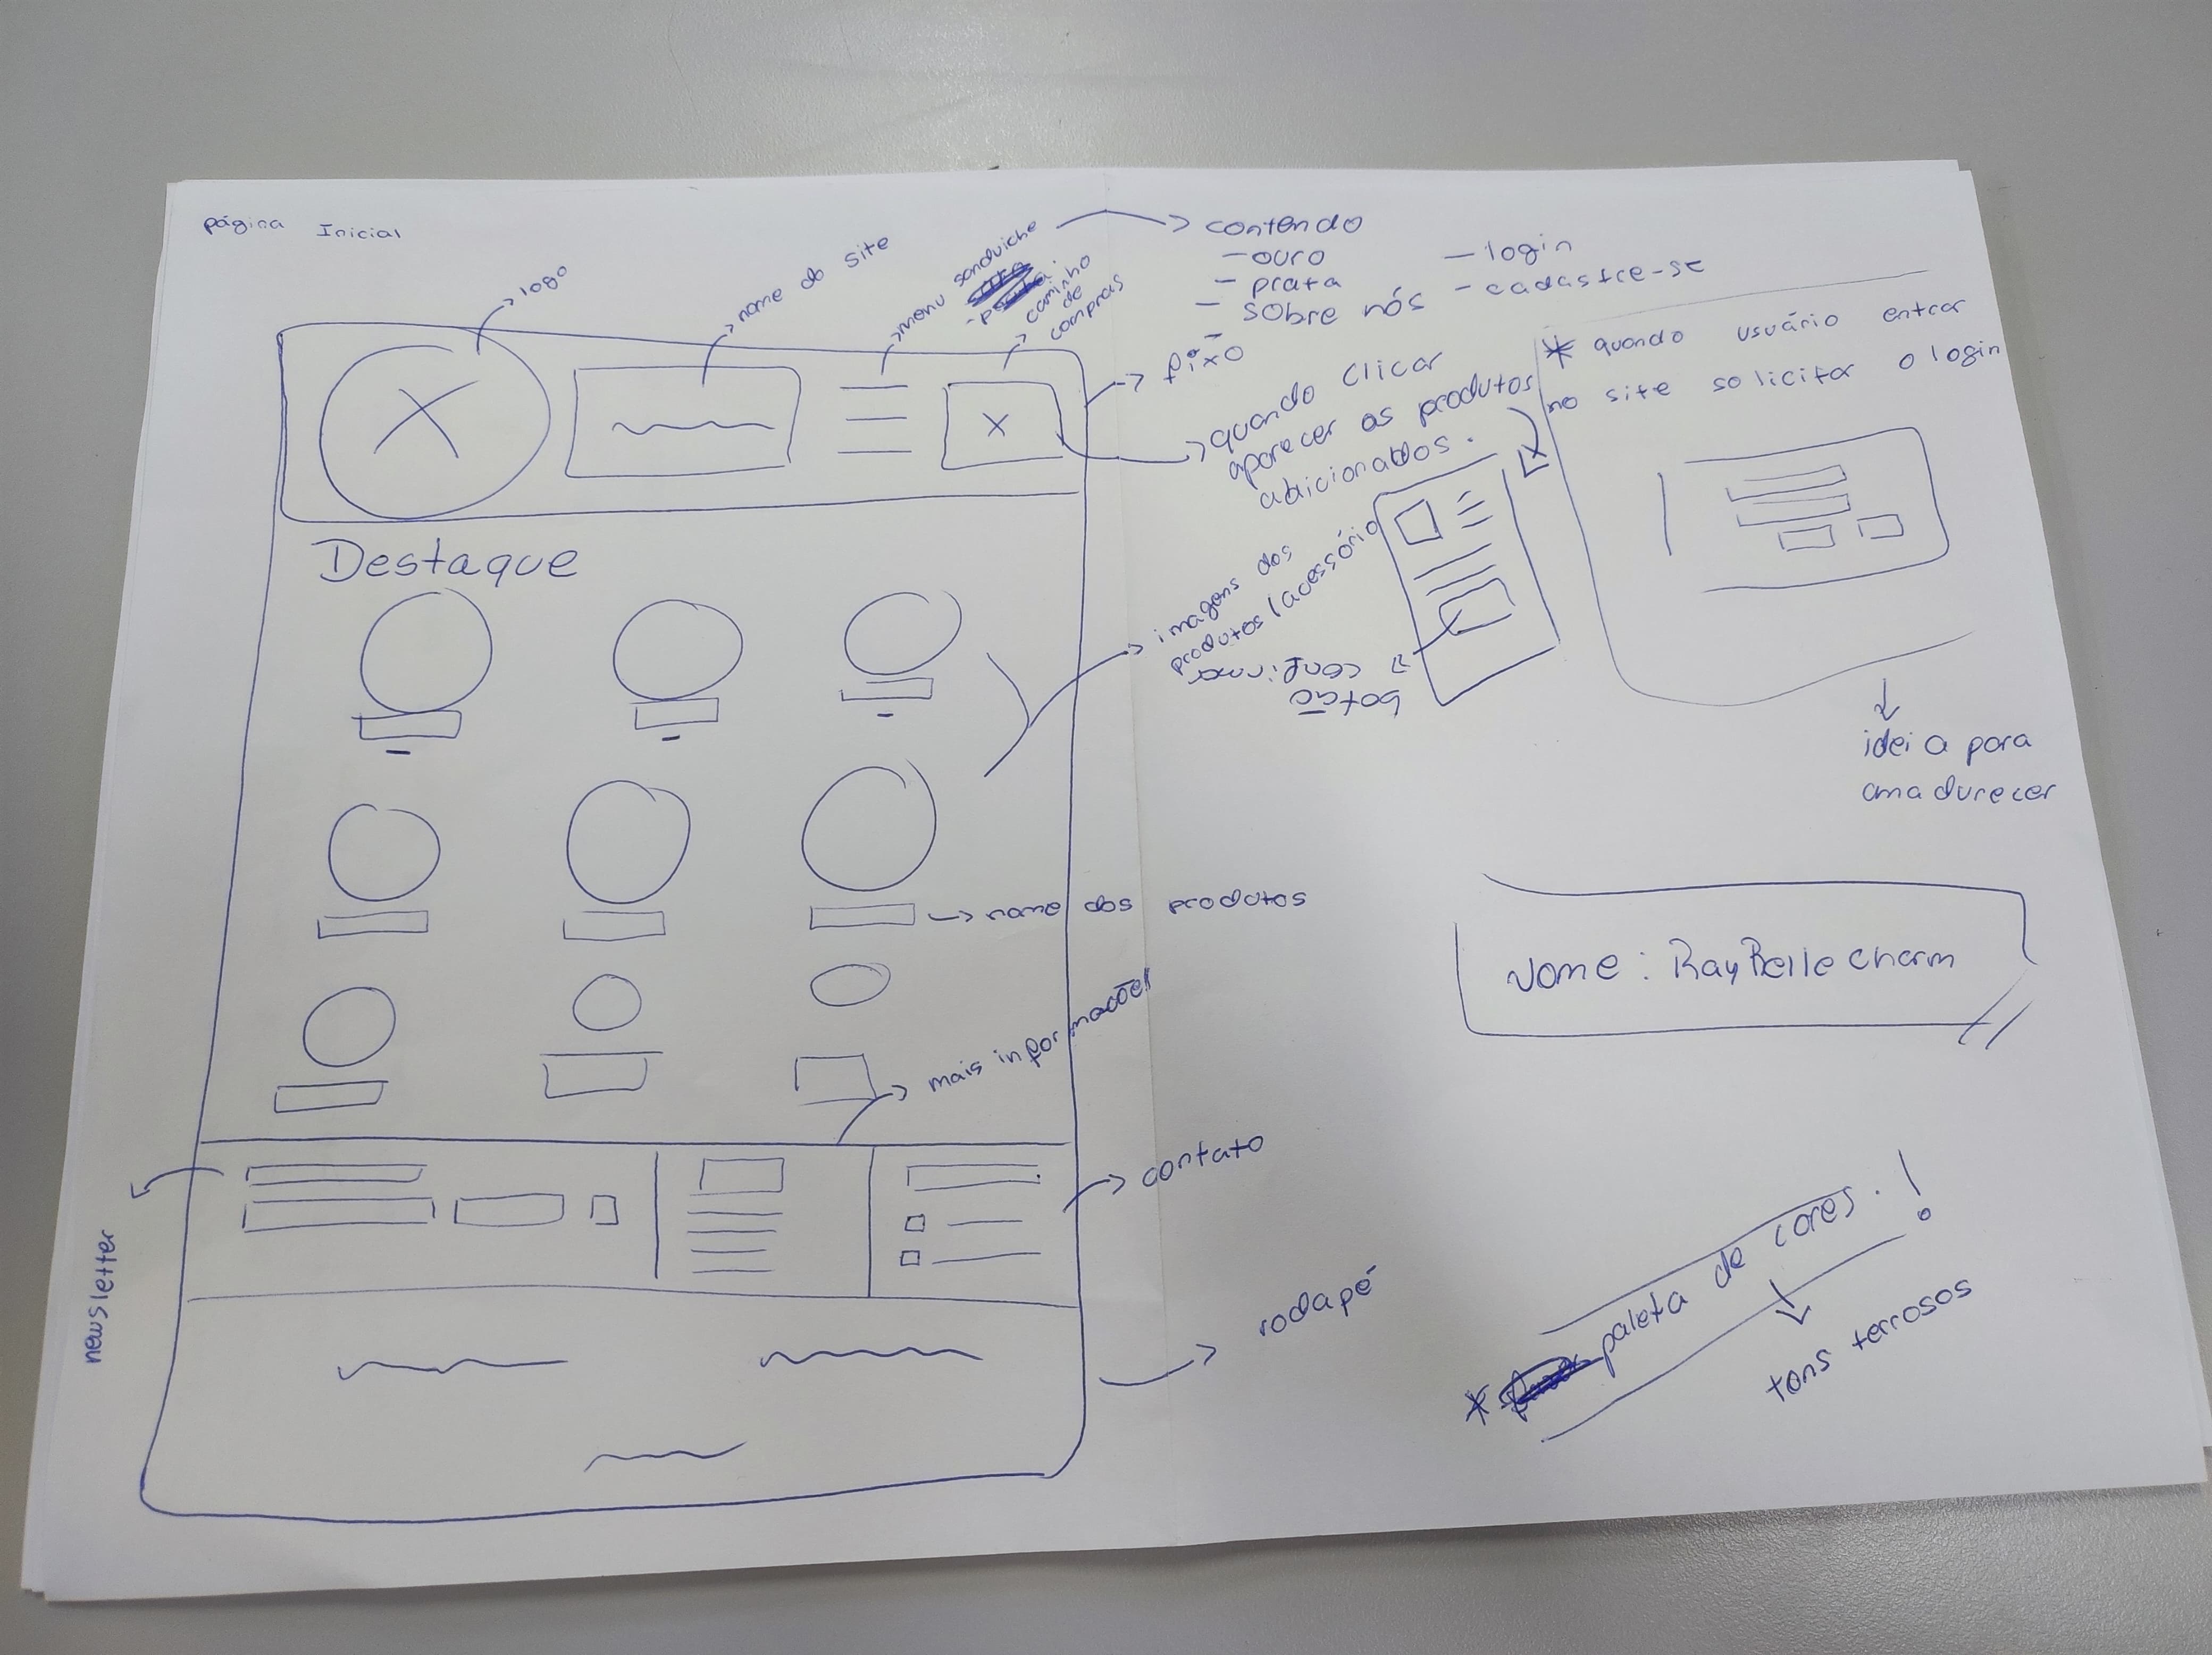 página Inicial
logo
nome do site
menu sanduiche
caminho
de
compras
contendo
- ouro
- prata
- sobre nós
- login
- cadastre-se
fixo
quando clicar
aparecer os produtos
adicionados.
* quando usuário entrar
no site solicitar o login
ideia para
amadurecer
Destaque
imagens dos
produtos/acessório
botão
confirmar
nome dos produtos
Nome: RayBelle charm
mais informações
contato
newsletter
rodapé
* paleta de cores. !
tons terrosos